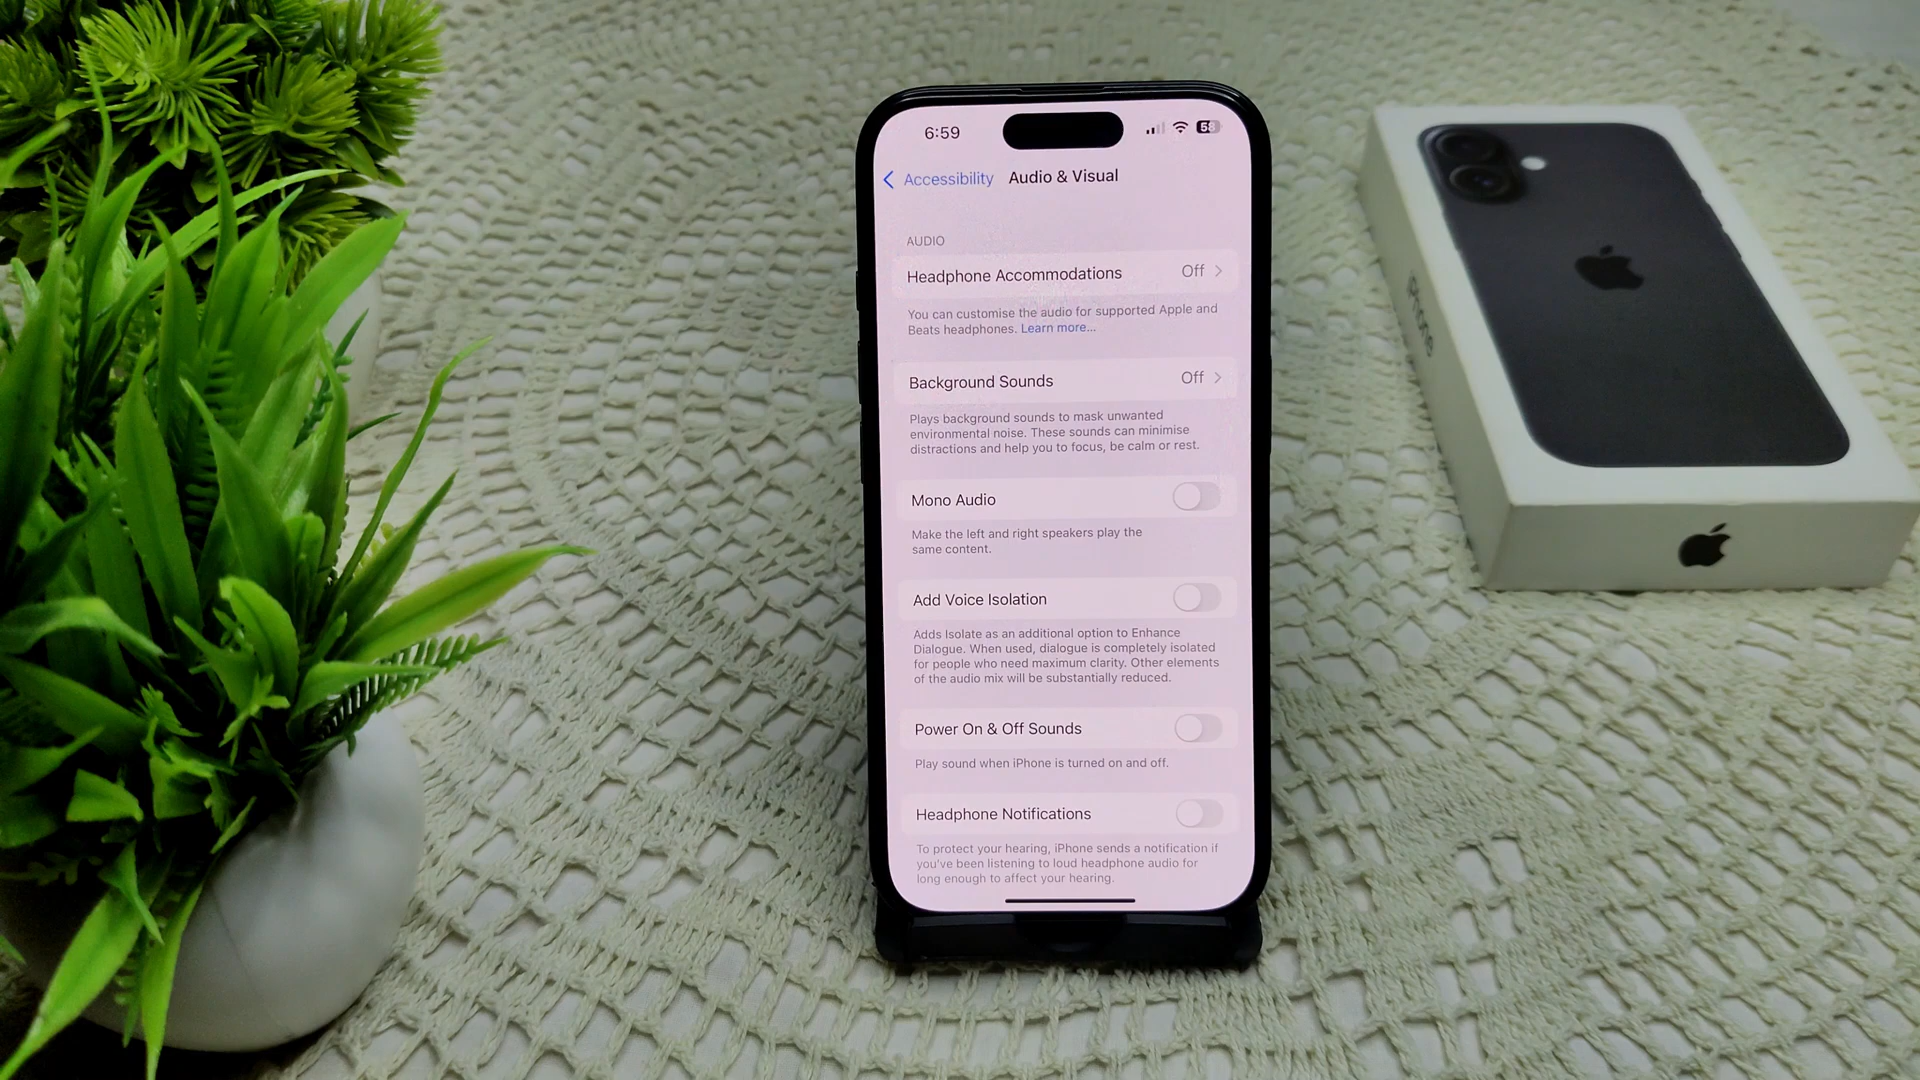 6:59
58
Accessibility Audio & Visual
AUDIO
Headphone Accommodations Off
You can customise the audio for supported Apple and
Beats headphones. Learn more...
Background Sounds Off
Plays background sounds to mask unwanted
environmental noise. These sounds can minimise
distractions and help you to focus, be calm or rest.
Mono Audio
Make the left and right speakers play the
same content.
Add Voice Isolation
Adds Isolate as an additional option to Enhance
Dialogue. When used, dialogue is completely isolated
for people who need maximum clarity. Other elements
of the audio mix will be substantially reduced.
Power On & Off Sounds
Play sound when iPhone is turned on and off.
Headphone Notifications
To protect your hearing, iPhone sends a notification if
you've been listening to loud headphone audio for
long enough to affect your hearing.
iPhone